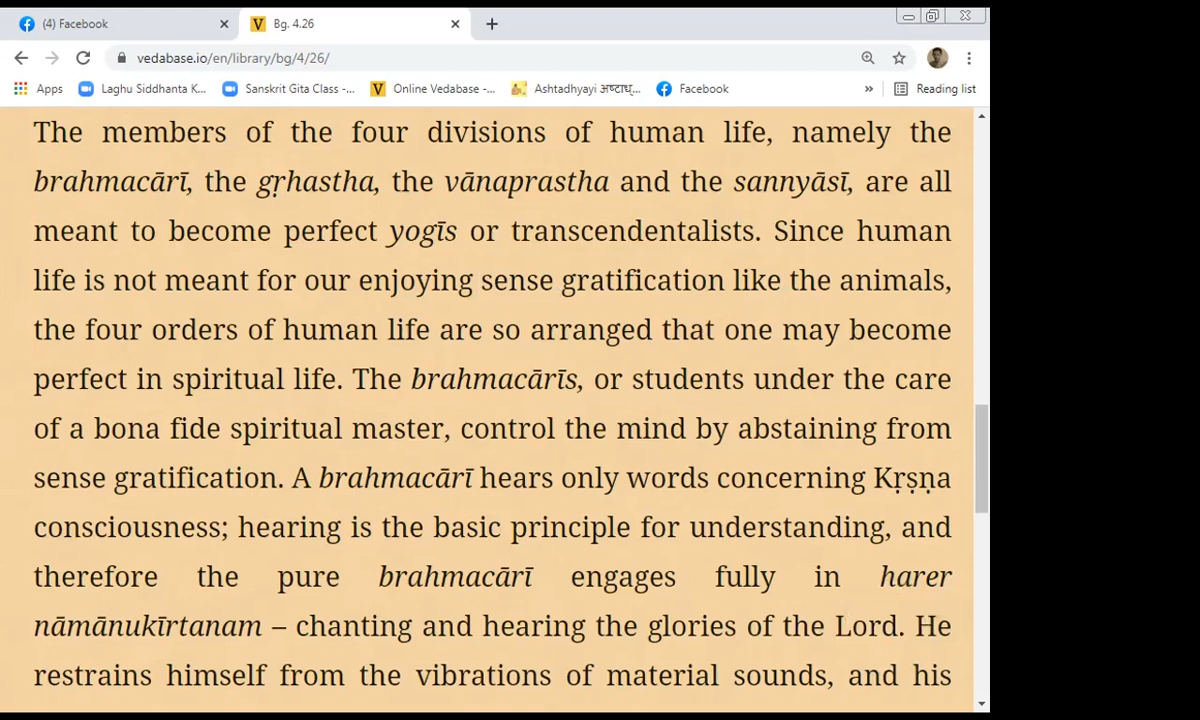 (4) Facebook
Bg. 4.26
vedabase.io/en/library/bg/4/26/
Apps
Laghu Siddhanta K...
Sanskrit Gita Class -...
Online Vedabase -...
Ashtadhyayi अष्टाध्...
Facebook
»
Reading list
The members of the four divisions of human life, namely the
brahmacārī, the gṛhastha, the vānaprastha and the sannyāsī, are all
meant to become perfect yogīs or transcendentalists. Since human
life is not meant for our enjoying sense gratification like the animals,
the four orders of human life are so arranged that one may become
perfect in spiritual life. The brahmacārīs, or students under the care
of a bona fide spiritual master, control the mind by abstaining from
sense gratification. A brahmacārī hears only words concerning Kṛṣṇa
consciousness; hearing is the basic principle for understanding, and
therefore the pure brahmacārī engages fully in harer
nāmānukīrtanam – chanting and hearing the glories of the Lord. He
restrains himself from the vibrations of material sounds, and his